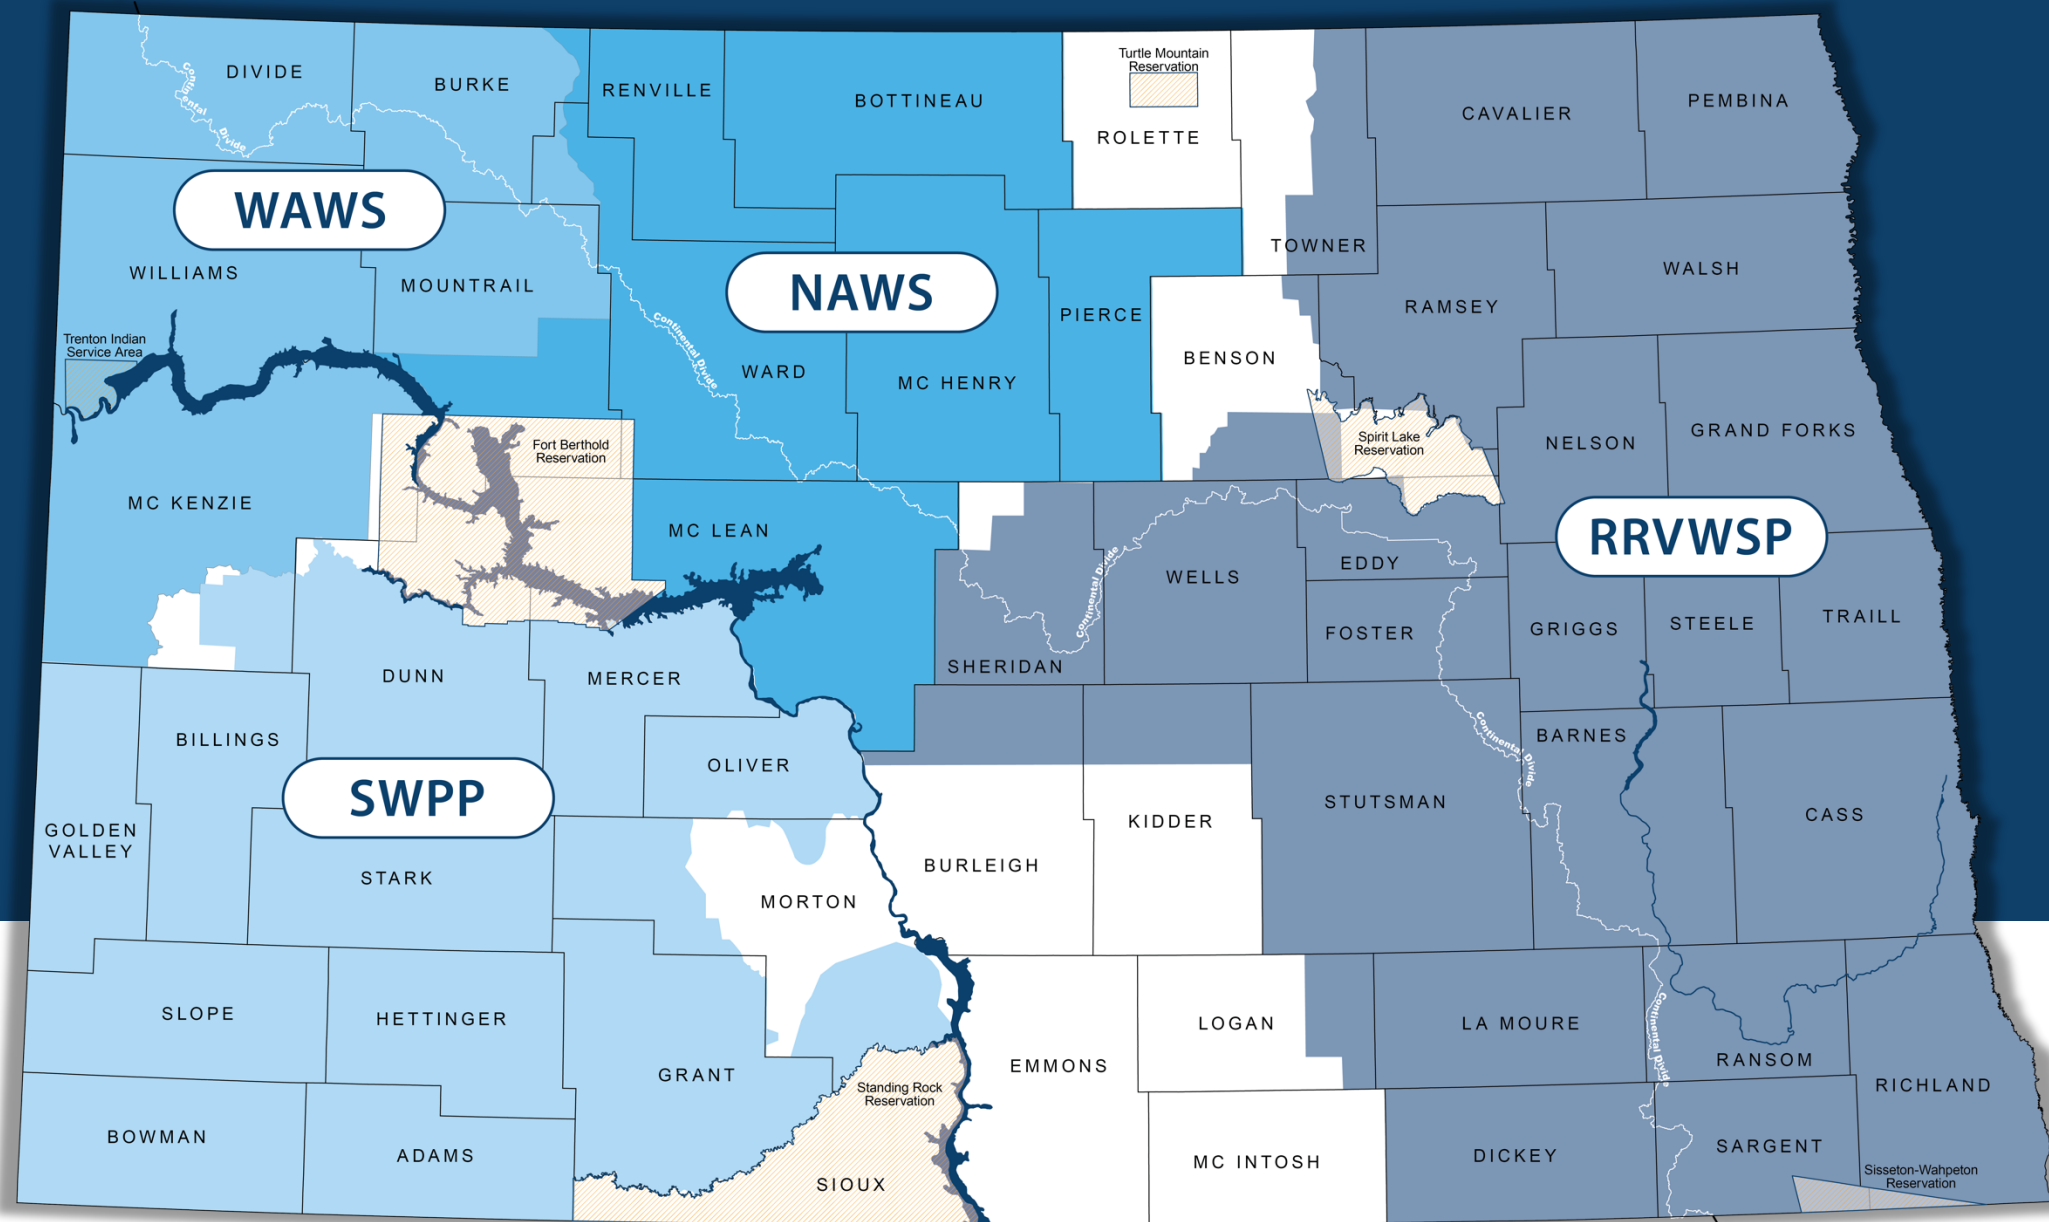 DIVIDE
BURKE
RENVILLE
BOTTINEAU
Turtle Mountain
Reservation
ROLETTE
CAVALIER
PEMBINA
Continental Divide
WAWS
WILLIAMS
MOUNTRAIL
NAWS
PIERCE
TOWNER
RAMSEY
WALSH
Trenton Indian
Service Area
Continental Divide
WARD
MC HENRY
BENSON
Fort Berthold
Reservation
Spirit Lake
Reservation
NELSON
GRAND FORKS
MC KENZIE
MC LEAN
RRVWSP
WELLS
EDDY
Continental Divide
FOSTER
GRIGGS
STEELE
TRAILL
SHERIDAN
DUNN
MERCER
BILLINGS
OLIVER
Continental Divide
BARNES
SWPP
STUTSMAN
CASS
GOLDEN
VALLEY
STARK
KIDDER
BURLEIGH
MORTON
SLOPE
HETTINGER
LOGAN
LA MOURE
Continental Divide
RANSOM
EMMONS
GRANT
Standing Rock
Reservation
RICHLAND
BOWMAN
ADAMS
SIOUX
MC INTOSH
DICKEY
SARGENT
Sisseton-Wahpeton
Reservation